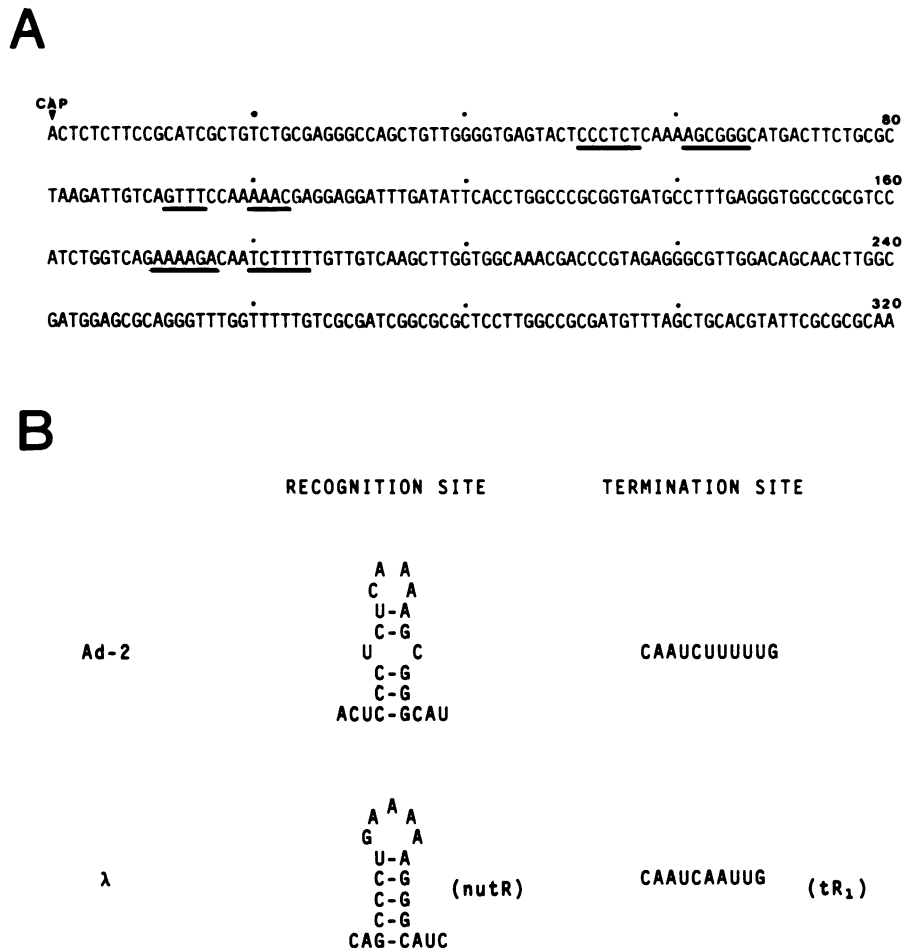 A
CAP
80
ACTCTCTTCCGCATCGCTGTCTGCGAGGGCCAGCTGTTGGGGTGAGTACTCCCTCTCAAAAGCGGGCATGACTTCTGCGC
160
TAAGATTGTCAGTTTCCAAAAACGAGGAGGATTTGATATTCACCTGGCCCGCGGTGATGCCTTTGAGGGTGGCCGCGTCC
240
ATCTGGTCAGAAAAGACAATCTTTTTGTTGTCAAGCTTGGTGGCAAACGACCCGTAGAGGGCGTTGGACAGCAACTTGGC
320
GATGGAGCGCAGGGTTTGGTTTTTGTCGCGATCGGCGCGCTCCTTGGCCGCGATGTTTAGCTGCACGTATTCGCGCGCAA
B
RECOGNITION SITE TERMINATION SITE
A A
C A
U-A
C-G
Ad-2 U C CAAUCUUUUUG
C-G
C-G
ACUC-GCAU
A
A A
G A
U-A
λ C-G CAAUCAAUUG (tR1)
C-G (nutR)
C-G
CAG-CAUC